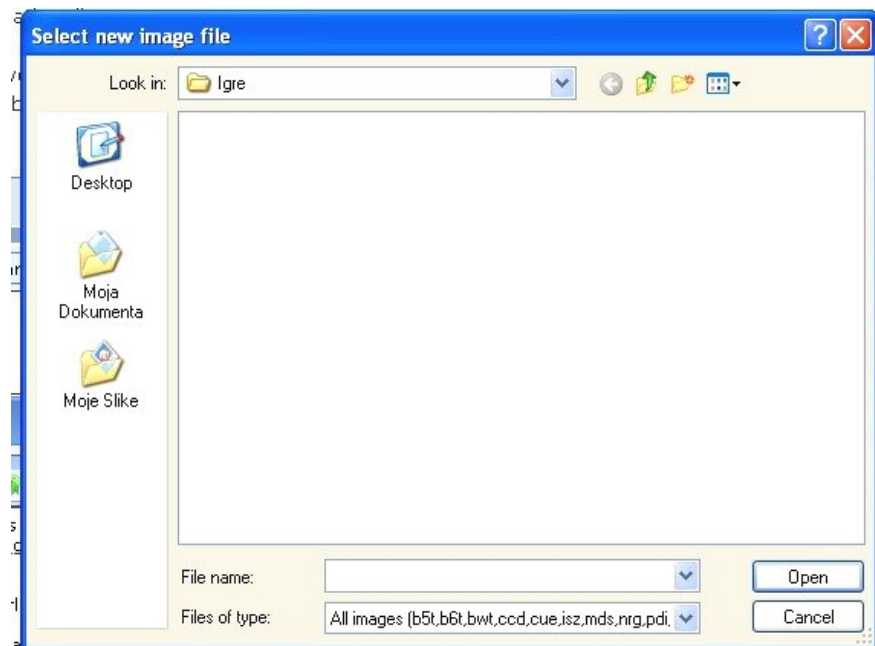 Select new image file
Look in:
Igre
Desktop
Moja
Dokumenta
Moje Slike
File name:
Open
Files of type:
All images (b5t,b6t,bwt,ccd,cue,isz,mds,nrg,pdi,
Cancel